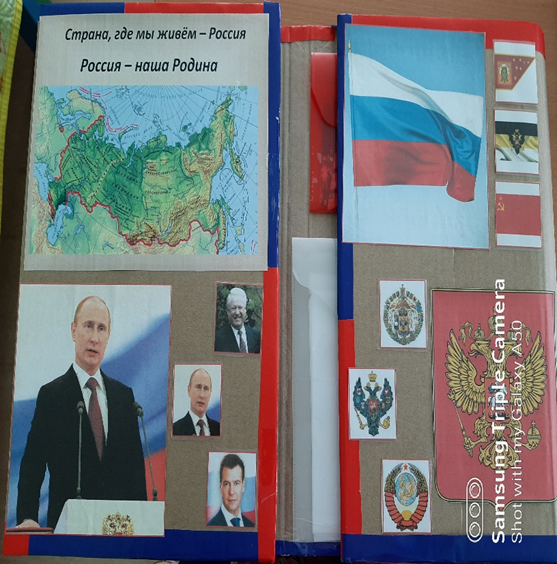 Страна, где мы живём – Россия
Россия – наша Родина
Samsung Triple Camera
Shot with my Galaxy A50